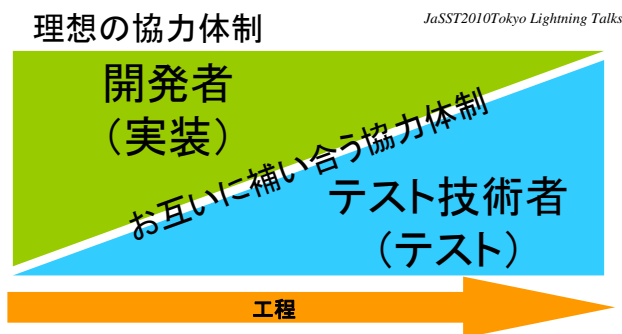 理想の協力体制
JaSST2010Tokyo Lightning Talks
開発者
（実装）
お互いに補い合う協力体制
テスト技術者
（テスト）
工程